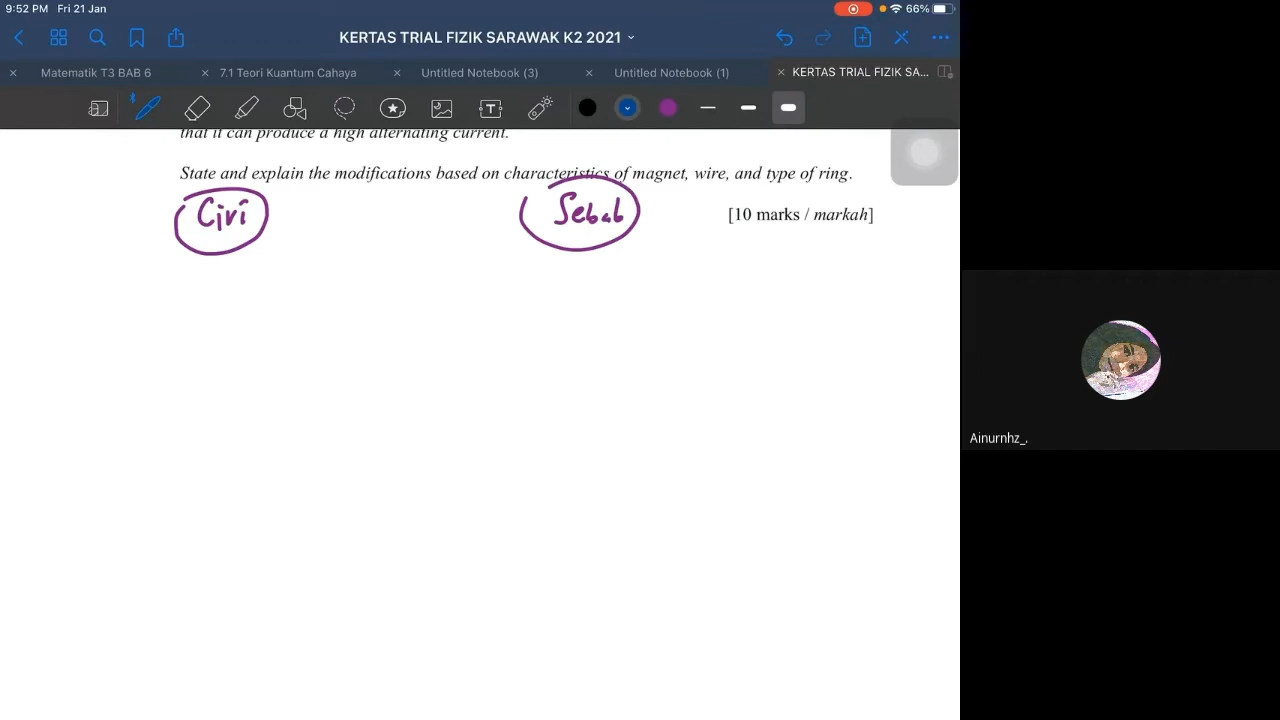 9:52 PM Fri 21 Jan
66%
KERTAS TRIAL FIZIK SARAWAK K2 2021
Matematik T3 BAB 6
7.1 Teori Kuantum Cahaya
Untitled Notebook (3)
Untitled Notebook (1)
KERTAS TRIAL FIZIK SA...
that it can produce a high alternating current.
State and explain the modifications based on characteristics of magnet, wire, and type of ring.
Ciri
Sebab
[10 marks / markah]
Ainurnhz_.